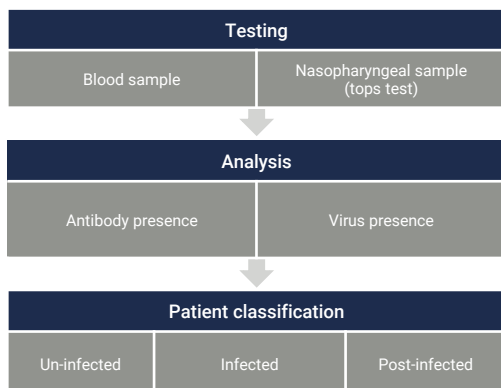 Testing
Blood sample
Nasopharyngeal sample
(tops test)
Analysis
Antibody presence
Virus presence
Patient classification
Un-infected
Infected
Post-infected